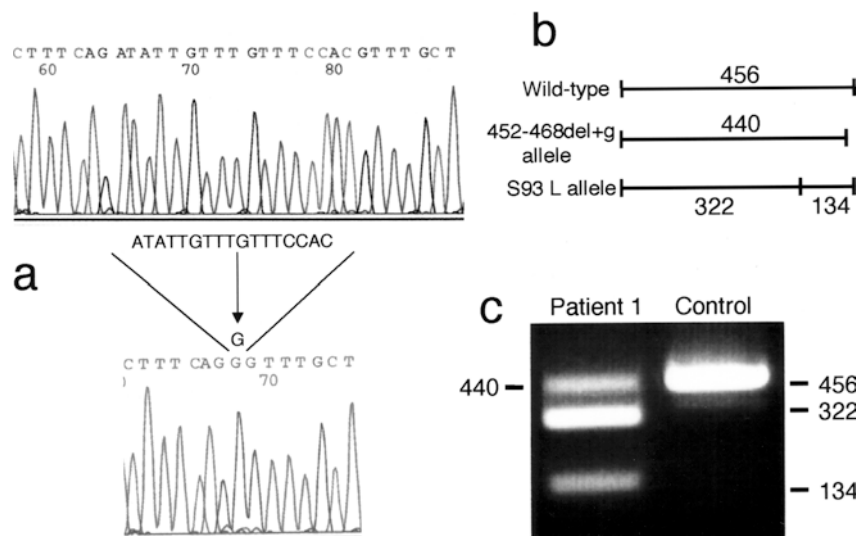 C T T T C A G A T A T T G T T T G T T T C C A C G T T T G C T
60 70 80
ATATTGTTTGTTTCCAC
a
G
C T T T C A G G G T T T G C T
70
b
Wild-type 456
452-468del+g allele 440
S93 L allele 322 134
c
Patient 1 Control
440 456
322
134